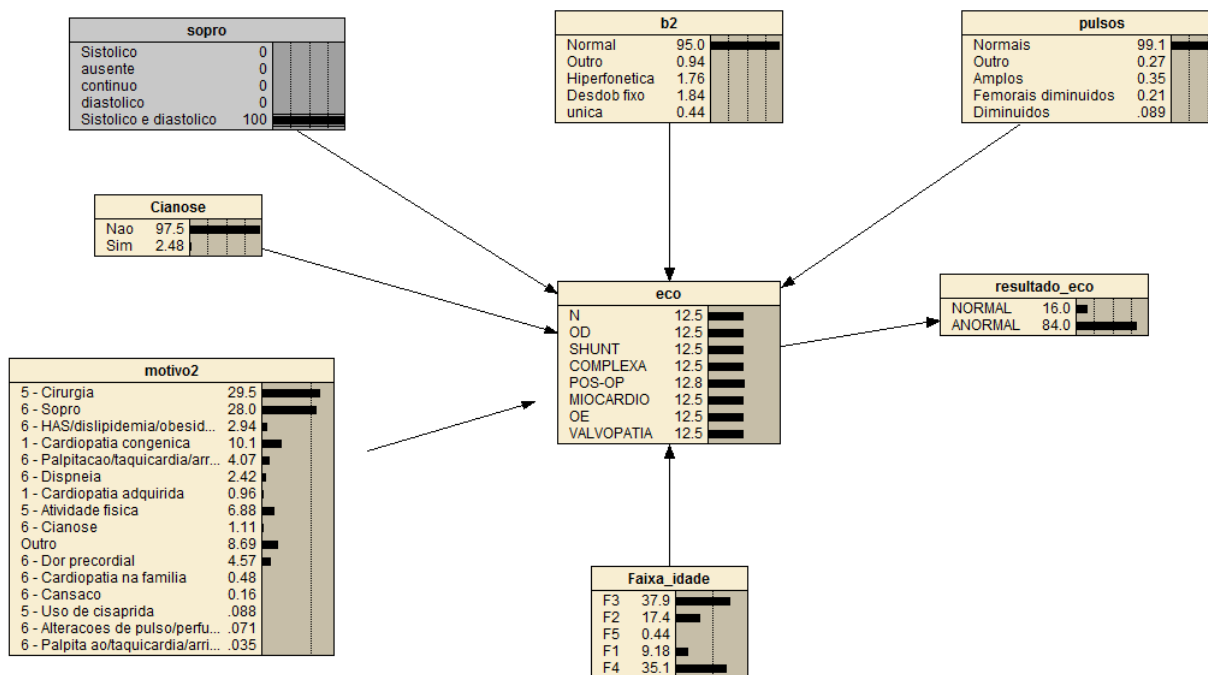 sopro
Sistolico 0
ausente 0
continuo 0
diastolico 0
Sistolico e diastolico 100
b2
Normal 95.0
Outro 0.94
Hiperfonetica 1.76
Desdob fixo 1.84
unica 0.44
pulsos
Normais 99.1
Outro 0.27
Amplos 0.35
Femorais diminuidos 0.21
Diminuidos .089
Cianose
Nao 97.5
Sim 2.48
eco
N 12.5
OD 12.5
SHUNT 12.5
COMPLEXA 12.5
POS-OP 12.8
MIOCARDIO 12.5
OE 12.5
VALVOPATIA 12.5
resultado_eco
NORMAL 16.0
ANORMAL 84.0
motivo2
5 - Cirurgia 29.5
6 - Sopro 28.0
6 - HAS/dislipidemia/obesid... 2.94
1 - Cardiopatia congenica 10.1
6 - Palpitacao/taquicardia/arr... 4.07
6 - Dispneia 2.42
1 - Cardiopatia adquirida 0.96
5 - Atividade fisica 6.88
6 - Cianose 1.11
Outro 8.69
6 - Dor precordial 4.57
6 - Cardiopatia na familia 0.48
6 - Cansaco 0.16
5 - Uso de cisaprida .088
6 - Alteracoes de pulso/perfu... .071
6 - Palpita ao/taquicardia/arri... .035
Faixa_idade
F3 37.9
F2 17.4
F5 0.44
F1 9.18
F4 35.1